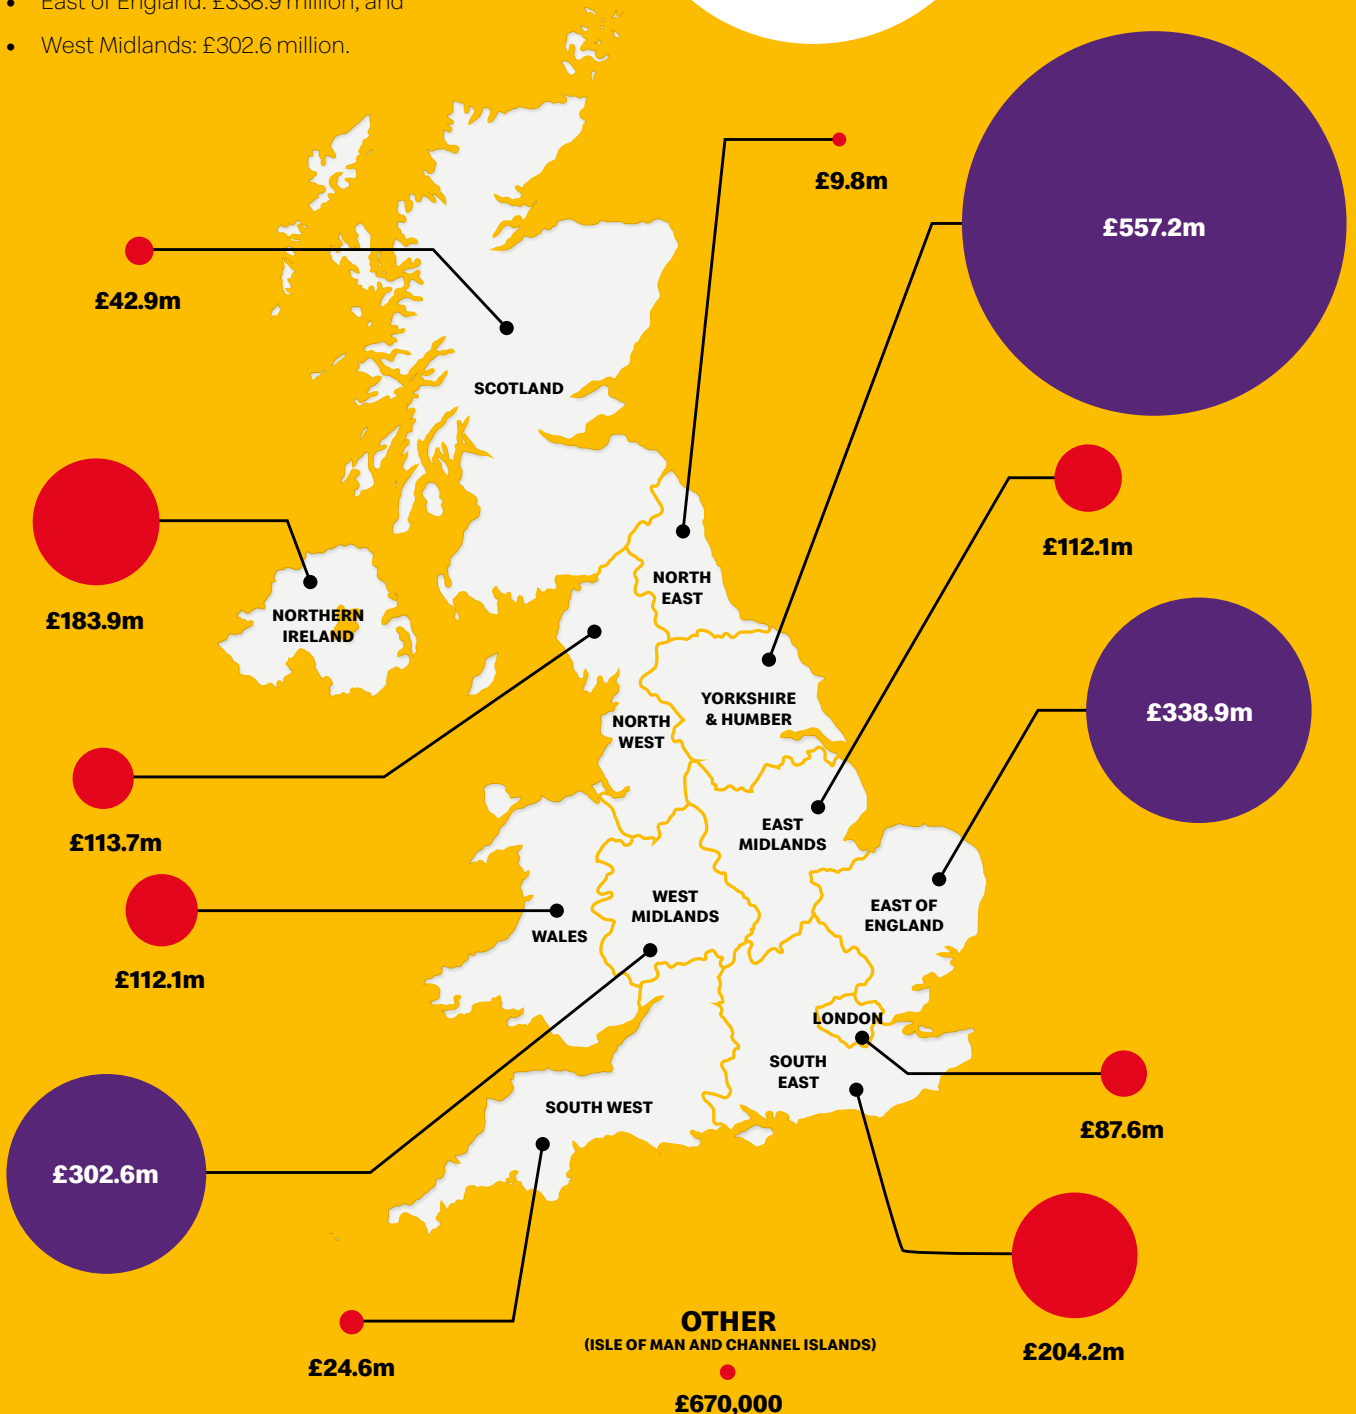 • East of England: £338.9 million, and
• West Midlands: £302.6 million.
£9.8m
£557.2m
£42.9m
SCOTLAND
£112.1m
NORTH
EAST
£183.9m
NORTHERN
IRELAND
YORKSHIRE
& HUMBER
£338.9m
NORTH
WEST
£113.7m
EAST
MIDLANDS
WEST
MIDLANDS
EAST OF
ENGLAND
WALES
£112.1m
LONDON
SOUTH
EAST
SOUTH WEST
£87.6m
£302.6m
OTHER
(ISLE OF MAN AND CHANNEL ISLANDS)
£204.2m
£24.6m
£670,000